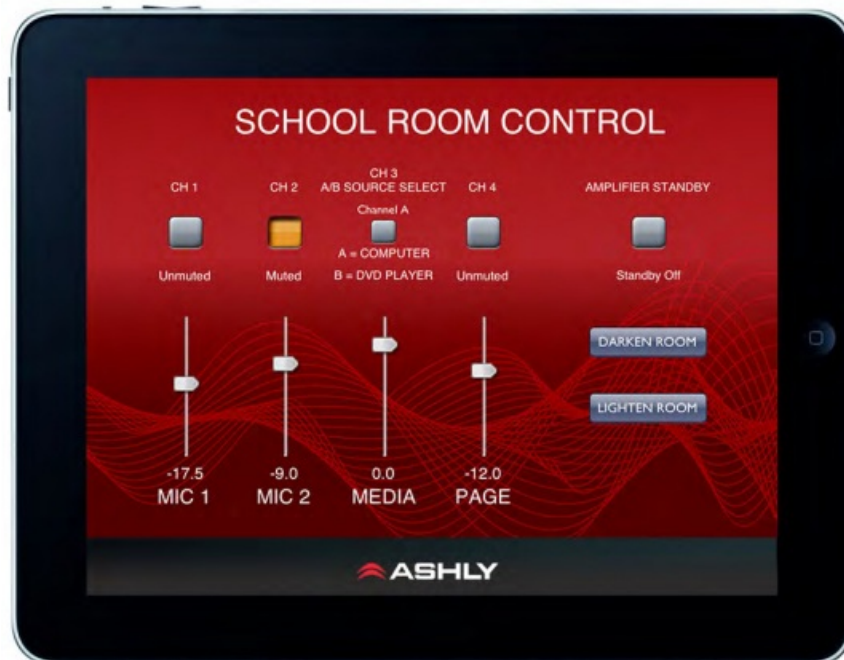 SCHOOL ROOM CONTROL
CH 1
CH 2
CH 3
A/B SOURCE SELECT
CH 4
AMPLIFIER STANDBY
Channel A
A = COMPUTER
B = DVD PLAYER
Unmuted
Muted
Unmuted
Standby Off
DARKEN ROOM
LIGHTEN ROOM
-17.5
-9.0
0.0
-12.0
MIC 1
MIC 2
MEDIA
PAGE
ASHLY